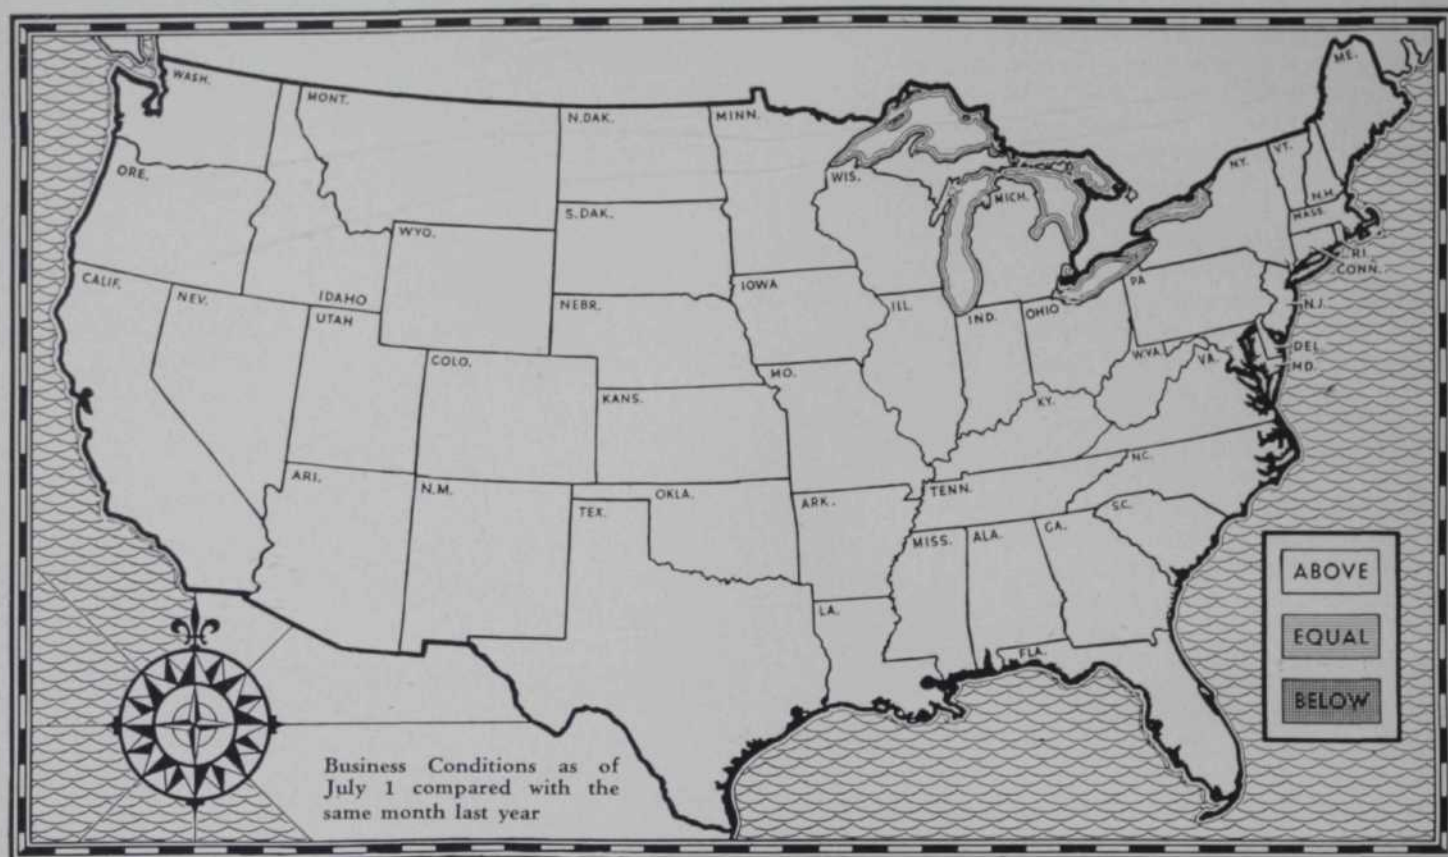 WASH.
MONT.
N.DAK.
MINN.
ME.
ORE.
WIS.
MICH.
N.Y.
VT.
N.H.
MASS.
S.DAK.
WYO.
R.I.
CONN.
CALIF.
NEV.
IDAHO
UTAH
NEBR.
IOWA
ILL.
IND.
OHIO
PA
N.J.
COLO.
KANS.
MO.
KY.
W.VA.
VA.
DEL.
MD.
ARI.
N.M.
TEX.
OKLA.
ARK.
TENN.
N.C.
S.C.
MISS.
ALA.
GA.
LA.
FLA.
ABOVE
EQUAL
BELOW
Business Conditions as of
July 1 compared with the
same month last year